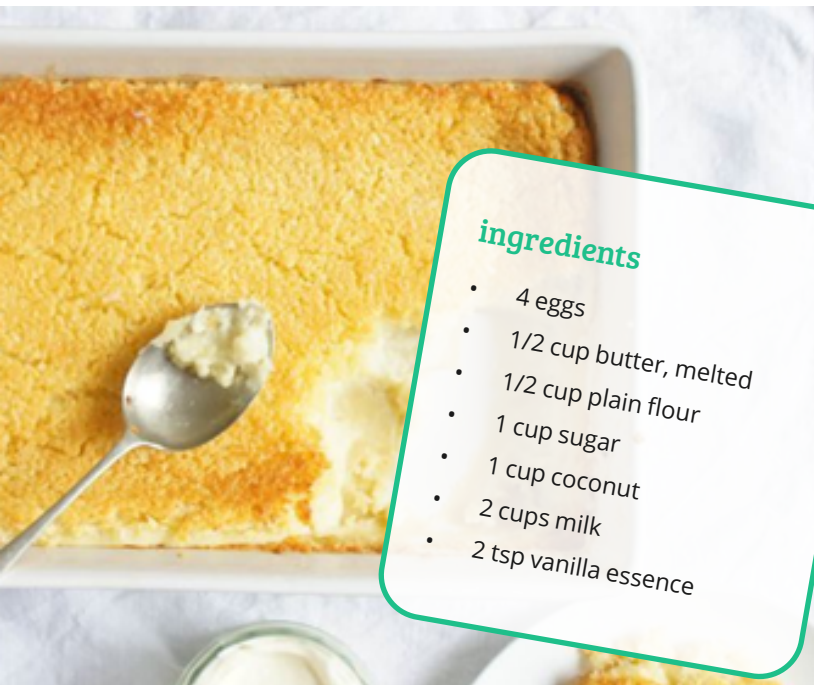 ingredients
• 4 eggs
• 1/2 cup butter, melted
• 1/2 cup plain flour
• 1 cup sugar
• 1 cup coconut
• 2 cups milk
• 2 tsp vanilla essence